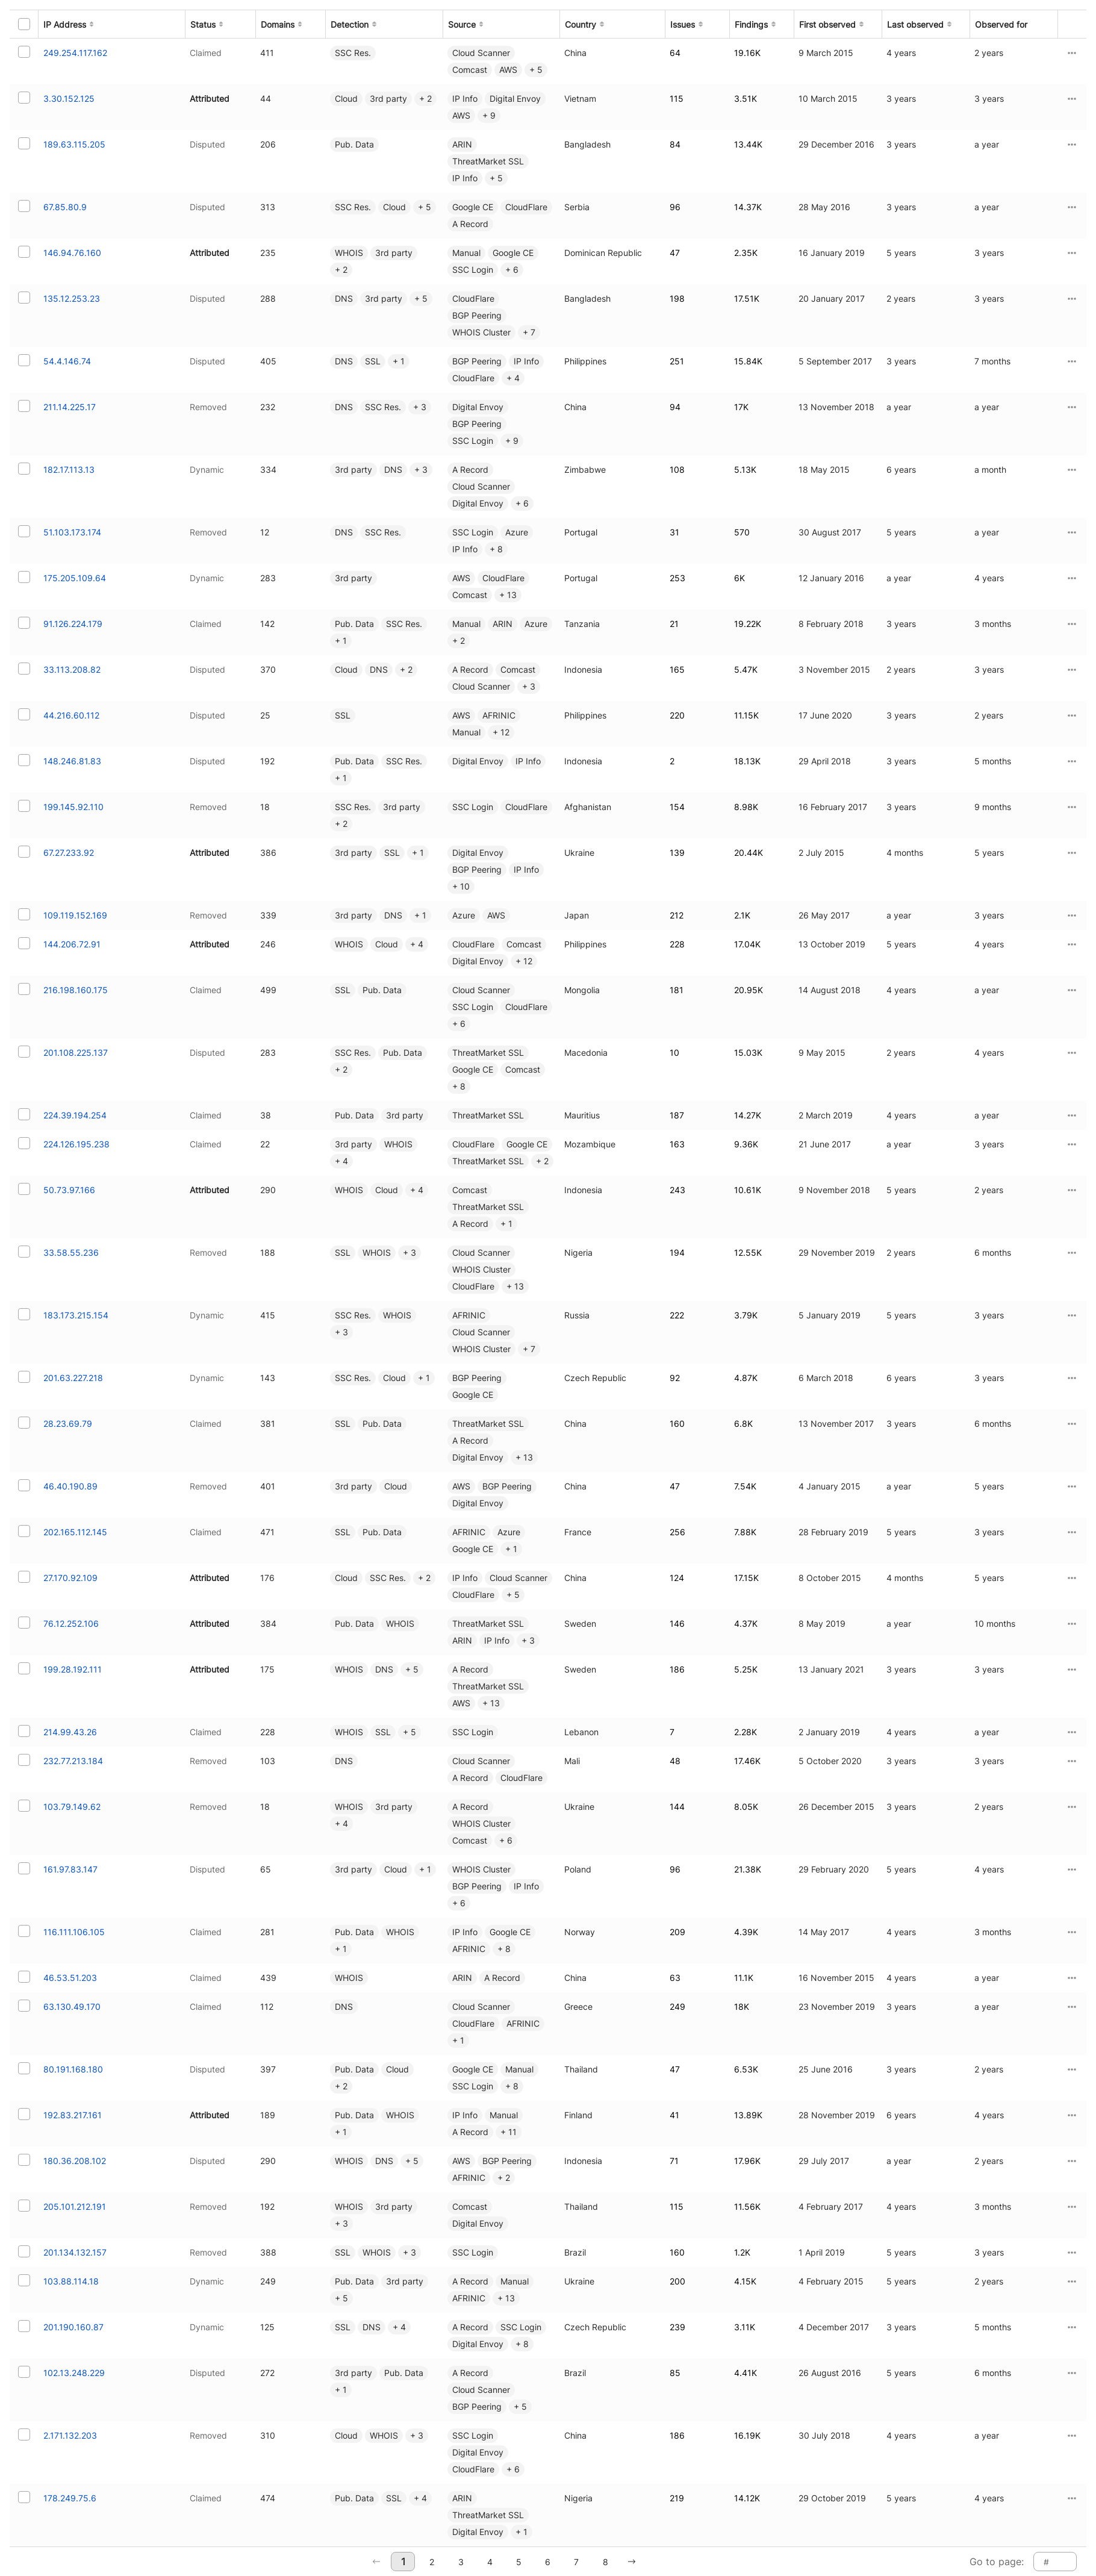 IP Address Status Domains Detection Source Country Issues Findings First observed Last observed Observed for
249.254.117.162 Claimed 411 SSC Res. Cloud Scanner China 64 19.16K 9 March 2015 4 years 2 years
Comcast AWS + 5
3.30.152.125 Attributed 44 Cloud 3rd party + 2 IP Info Digital Envoy Vietnam 115 3.51K 10 March 2015 3 years 3 years
AWS + 9
189.63.115.205 Disputed 206 Pub. Data ARIN Bangladesh 84 13.44K 29 December 2016 3 years a year
ThreatMarket SSL
IP Info + 5
67.85.80.9 Disputed 313 SSC Res. Cloud + 5 Google CE CloudFlare Serbia 96 14.37K 28 May 2016 3 years a year
A Record
146.94.76.160 Attributed 235 WHOIS 3rd party Manual Google CE Dominican Republic 47 2.35K 16 January 2019 5 years 3 years
+ 2 SSC Login + 6
135.12.253.23 Disputed 288 DNS 3rd party + 5 CloudFlare Bangladesh 198 17.51K 20 January 2017 2 years 3 years
BGP Peering
WHOIS Cluster + 7
54.4.146.74 Disputed 405 DNS SSL + 1 BGP Peering IP Info Philippines 251 15.84K 5 September 2017 3 years 7 months
CloudFlare + 4
211.14.225.17 Removed 232 DNS SSC Res. + 3 Digital Envoy China 94 17K 13 November 2018 a year a year
BGP Peering
SSC Login + 9
182.17.113.13 Dynamic 334 3rd party DNS + 3 A Record Zimbabwe 108 5.13K 18 May 2015 6 years a month
Cloud Scanner
Digital Envoy + 6
51.103.173.174 Removed 12 DNS SSC Res. SSC Login Azure Portugal 31 570 30 August 2017 5 years a year
IP Info + 8
175.205.109.64 Dynamic 283 3rd party AWS CloudFlare Portugal 253 6K 12 January 2016 a year 4 years
Comcast + 13
91.126.224.179 Claimed 142 Pub. Data SSC Res. Manual ARIN Azure Tanzania 21 19.22K 8 February 2018 3 years 3 months
+ 1 + 2
33.113.208.82 Disputed 370 Cloud DNS + 2 A Record Comcast Indonesia 165 5.47K 3 November 2015 2 years 3 years
Cloud Scanner + 3
44.216.60.112 Disputed 25 SSL AWS AFRINIC Philippines 220 11.15K 17 June 2020 3 years 2 years
Manual + 12
148.246.81.83 Disputed 192 Pub. Data SSC Res. Digital Envoy IP Info Indonesia 2 18.13K 29 April 2018 3 years 5 months
+ 1
199.145.92.110 Removed 18 SSC Res. 3rd party SSC Login CloudFlare Afghanistan 154 8.98K 16 February 2017 3 years 9 months
+ 2
67.27.233.92 Attributed 386 3rd party SSL + 1 Digital Envoy Ukraine 139 20.44K 2 July 2015 4 months 5 years
BGP Peering IP Info
+ 10
109.119.152.169 Removed 339 3rd party DNS + 1 Azure AWS Japan 212 2.1K 26 May 2017 a year 3 years
144.206.72.91 Attributed 246 WHOIS Cloud + 4 CloudFlare Comcast Philippines 228 17.04K 13 October 2019 5 years 4 years
Digital Envoy + 12
216.198.160.175 Claimed 499 SSL Pub. Data Cloud Scanner Mongolia 181 20.95K 14 August 2018 4 years a year
SSC Login CloudFlare
+ 6
201.108.225.137 Disputed 283 SSC Res. Pub. Data ThreatMarket SSL Macedonia 10 15.03K 9 May 2015 2 years 4 years
+ 2 Google CE Comcast
+ 8
224.39.194.254 Claimed 38 Pub. Data 3rd party ThreatMarket SSL Mauritius 187 14.27K 2 March 2019 4 years a year
224.126.195.238 Claimed 22 3rd party WHOIS CloudFlare Google CE Mozambique 163 9.36K 21 June 2017 a year 3 years
+ 4 ThreatMarket SSL + 2
50.73.97.166 Attributed 290 WHOIS Cloud + 4 Comcast Indonesia 243 10.61K 9 November 2018 5 years 2 years
ThreatMarket SSL
A Record + 1
33.58.55.236 Removed 188 SSL WHOIS + 3 Cloud Scanner Nigeria 194 12.55K 29 November 2019 2 years 6 months
WHOIS Cluster
CloudFlare + 13
183.173.215.154 Dynamic 415 SSC Res. WHOIS AFRINIC Russia 222 3.79K 5 January 2019 5 years 3 years
+ 3 Cloud Scanner
WHOIS Cluster + 7
201.63.227.218 Dynamic 143 SSC Res. Cloud + 1 BGP Peering Czech Republic 92 4.87K 6 March 2018 6 years 3 years
Google CE
28.23.69.79 Claimed 381 SSL Pub. Data ThreatMarket SSL China 160 6.8K 13 November 2017 3 years 6 months
A Record
Digital Envoy + 13
46.40.190.89 Removed 401 3rd party Cloud AWS BGP Peering China 47 7.54K 4 January 2015 a year 5 years
Digital Envoy
202.165.112.145 Claimed 471 SSL Pub. Data AFRINIC Azure France 256 7.88K 28 February 2019 5 years 3 years
Google CE + 1
27.170.92.109 Attributed 176 Cloud SSC Res. + 2 IP Info Cloud Scanner China 124 17.15K 8 October 2015 4 months 5 years
CloudFlare + 5
76.12.252.106 Attributed 384 Pub. Data WHOIS ThreatMarket SSL Sweden 146 4.37K 8 May 2019 a year 10 months
ARIN IP Info + 3
199.28.192.111 Attributed 175 WHOIS DNS + 5 A Record Sweden 186 5.25K 13 January 2021 3 years 3 years
ThreatMarket SSL
AWS + 13
214.99.43.26 Claimed 228 WHOIS SSL + 5 SSC Login Lebanon 7 2.28K 2 January 2019 4 years a year
232.77.213.184 Removed 103 DNS Cloud Scanner Mali 48 17.46K 5 October 2020 3 years 3 years
A Record CloudFlare
103.79.149.62 Removed 18 WHOIS 3rd party A Record Ukraine 144 8.05K 26 December 2015 3 years 2 years
+ 4 WHOIS Cluster
Comcast + 6
161.97.83.147 Disputed 65 3rd party Cloud + 1 WHOIS Cluster Poland 96 21.38K 29 February 2020 5 years 4 years
BGP Peering IP Info
+ 6
116.111.106.105 Claimed 281 Pub. Data WHOIS IP Info Google CE Norway 209 4.39K 14 May 2017 4 years 3 months
+ 1 AFRINIC + 8
46.53.51.203 Claimed 439 WHOIS ARIN A Record China 63 11.1K 16 November 2015 4 years a year
63.130.49.170 Claimed 112 DNS Cloud Scanner Greece 249 18K 23 November 2019 3 years a year
CloudFlare AFRINIC
+ 1
80.191.168.180 Disputed 397 Pub. Data Cloud Google CE Manual Thailand 47 6.53K 25 June 2016 3 years 2 years
+ 2 SSC Login + 8
192.83.217.161 Attributed 189 Pub. Data WHOIS IP Info Manual Finland 41 13.89K 28 November 2019 6 years 4 years
+ 1 A Record + 11
180.36.208.102 Disputed 290 WHOIS DNS + 5 AWS BGP Peering Indonesia 71 17.96K 29 July 2017 a year 2 years
AFRINIC + 2
205.101.212.191 Removed 192 WHOIS 3rd party Comcast Thailand 115 11.56K 4 February 2017 4 years 3 months
+ 3 Digital Envoy
201.134.132.157 Removed 388 SSL WHOIS + 3 SSC Login Brazil 160 1.2K 1 April 2019 5 years 3 years
103.88.114.18 Dynamic 249 Pub. Data 3rd party A Record Manual Ukraine 200 4.15K 4 February 2015 5 years 2 years
+ 5 AFRINIC + 13
201.190.160.87 Dynamic 125 SSL DNS + 4 A Record SSC Login Czech Republic 239 3.11K 4 December 2017 3 years 5 months
Digital Envoy + 8
102.13.248.229 Disputed 272 3rd party Pub. Data A Record Brazil 85 4.41K 26 August 2016 5 years 6 months
+ 1 Cloud Scanner
BGP Peering + 5
2.171.132.203 Removed 310 Cloud WHOIS + 3 SSC Login China 186 16.19K 30 July 2018 4 years a year
Digital Envoy
CloudFlare + 6
178.249.75.6 Claimed 474 Pub. Data SSL + 4 ARIN Nigeria 219 14.12K 29 October 2019 5 years 4 years
ThreatMarket SSL
Digital Envoy + 1
← 1 2 3 4 5 6 7 8 → Go to page: #